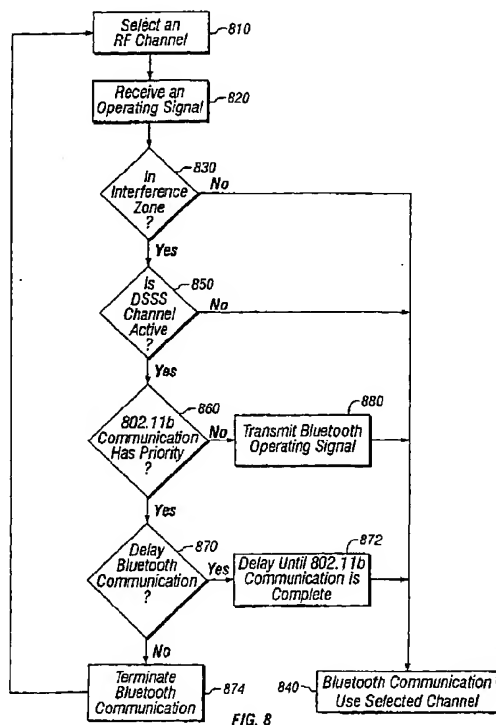 Select an
RF Channel
810
Receive an
Operating Signal
820
830
In
Interference
Zone
?
No
Yes
850
Is
DSSS
Channel
Active
?
No
Yes
860
802.11b
Communication
Has Priority
?
No
880
Transmit Bluetooth
Operating Signal
Yes
870
Delay
Bluetooth
Communication
?
Yes
872
Delay Until 802.11b
Communication is
Complete
No
Terminate
Bluetooth
Communication
874
840
Bluetooth Communication
Use Selected Channel
FIG. 8